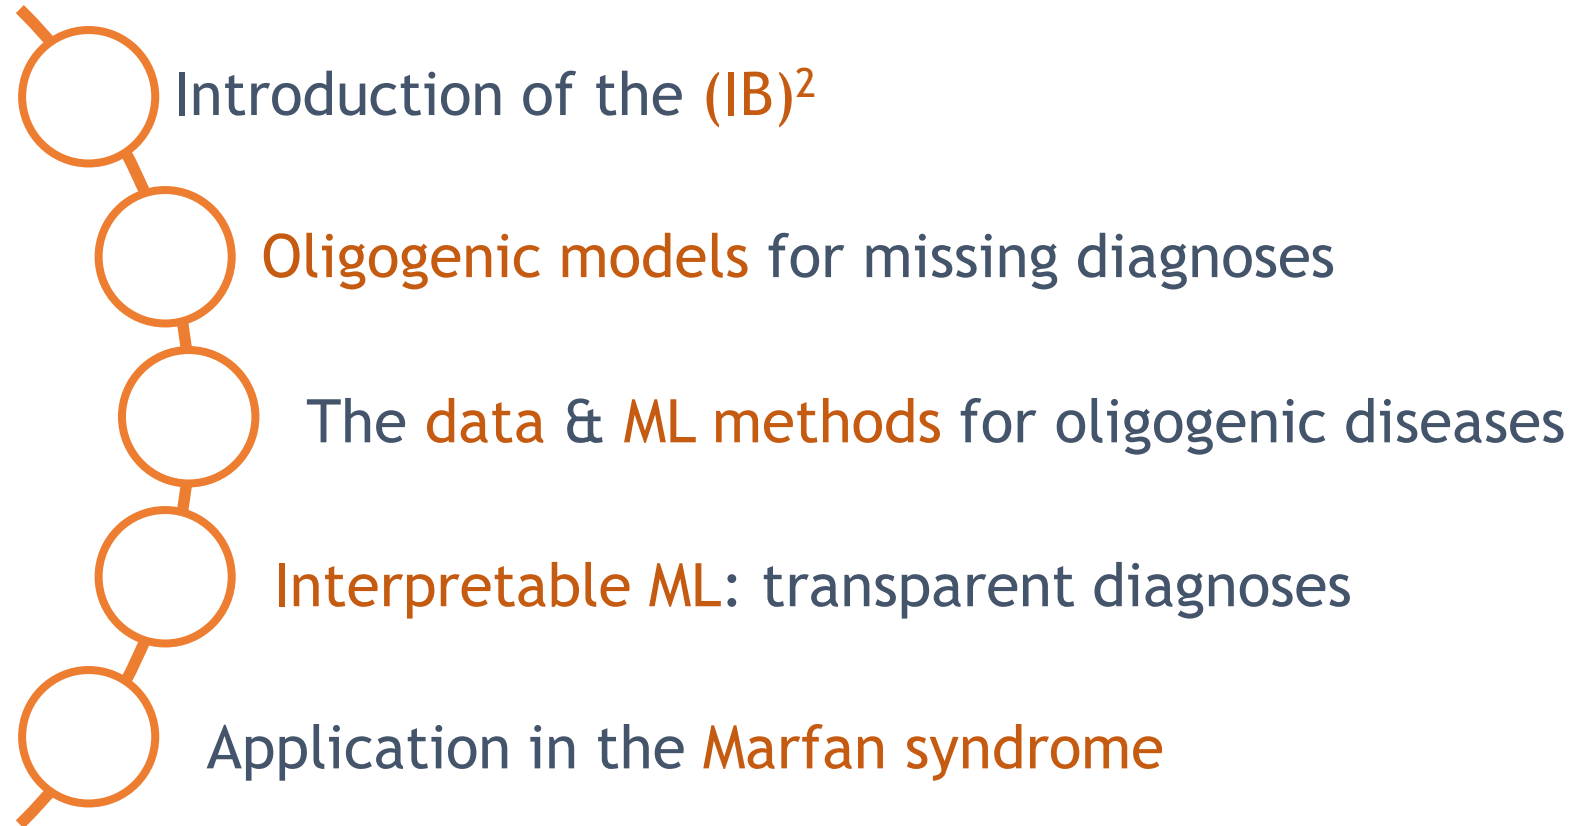 Introduction of the (IB)²
Oligogenic models for missing diagnoses
The data & ML methods for oligogenic diseases
Interpretable ML: transparent diagnoses
Application in the Marfan syndrome